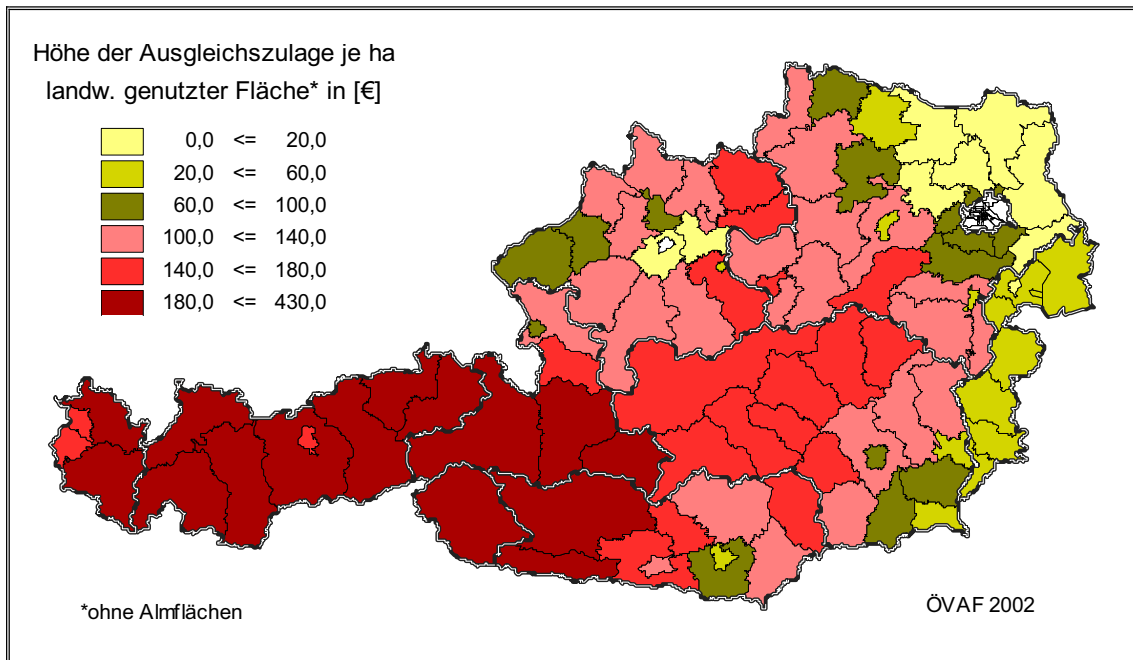 Höhe der Ausgleichszulage je ha
landw. genutzter Fläche* in [€]
0,0 <= 20,0
20,0 <= 60,0
60,0 <= 100,0
100,0 <= 140,0
140,0 <= 180,0
180,0 <= 430,0
*ohne Almflächen
ÖVAF 2002